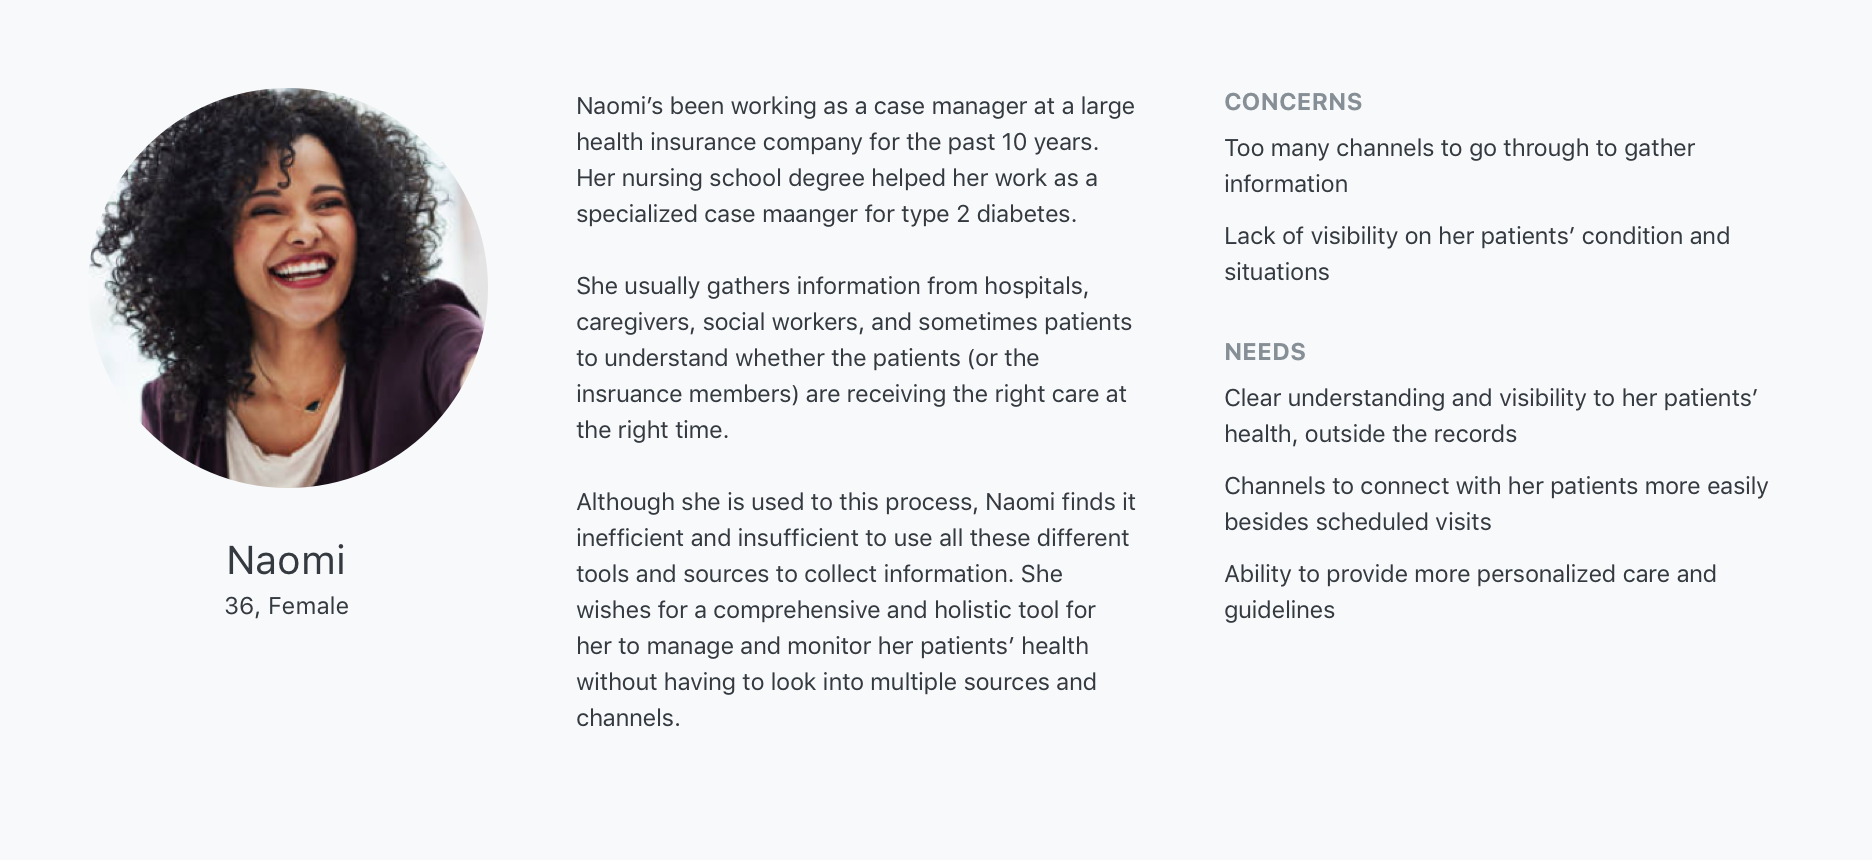 Naomi
36, Female
Naomi’s been working as a case manager at a large
health insurance company for the past 10 years.
Her nursing school degree helped her work as a
specialized case maanger for type 2 diabetes.
She usually gathers information from hospitals,
caregivers, social workers, and sometimes patients
to understand whether the patients (or the
insruance members) are receiving the right care at
the right time.
Although she is used to this process, Naomi finds it
inefficient and insufficient to use all these different
tools and sources to collect information. She
wishes for a comprehensive and holistic tool for
her to manage and monitor her patients’ health
without having to look into multiple sources and
channels.
CONCERNS
Too many channels to go through to gather
information
Lack of visibility on her patients’ condition and
situations
NEEDS
Clear understanding and visibility to her patients’
health, outside the records
Channels to connect with her patients more easily
besides scheduled visits
Ability to provide more personalized care and
guidelines